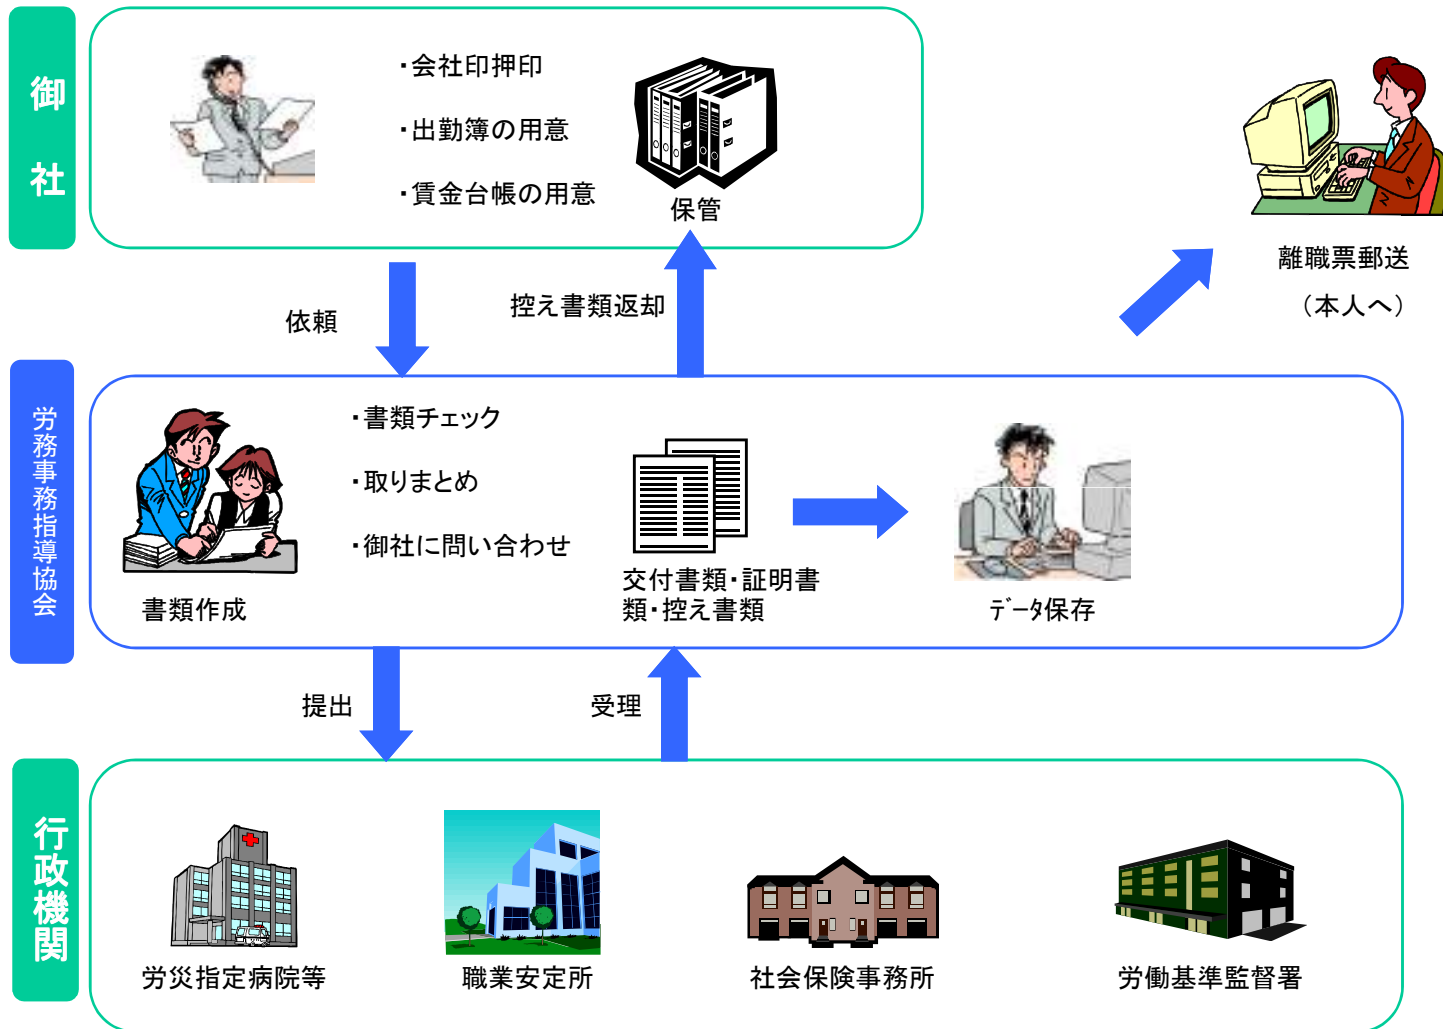 御社
・会社印押印
・出勤簿の用意
・賃金台帳の用意
保管
離職票郵送
（本人へ）
依頼
控え書類返却
労務事務指導協会
・書類チェック
・取りまとめ
・御社に問い合わせ
書類作成
交付書類・証明書
類・控え書類
ﾃﾞｰﾀ保存
提出
受理
行政機関
労災指定病院等
職業安定所
社会保険事務所
労働基準監督署